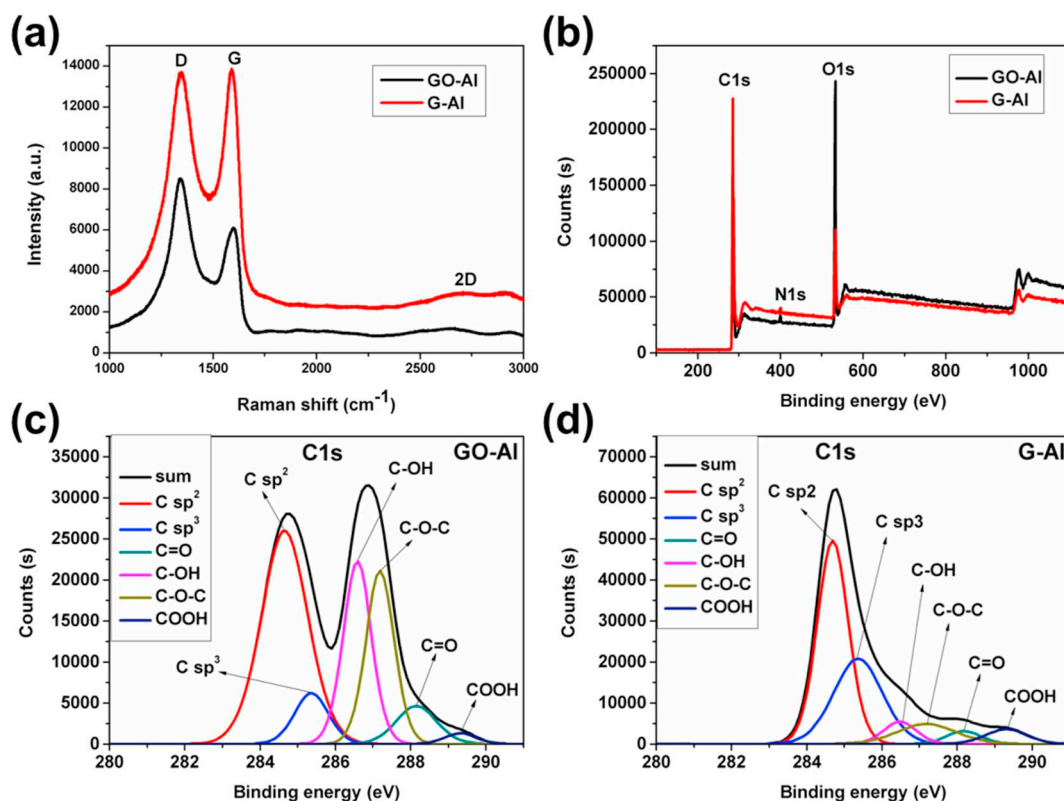 (a)
D
G
GO-Al
G-Al
2D
14000
12000
10000
8000
6000
4000
2000
0
Intensity (a.u.)
1000
1500
2000
2500
3000
Raman shift (cm-1)
(b)
C1s
O1s
N1s
GO-Al
G-Al
250000
200000
150000
100000
50000
0
Counts (s)
200
400
600
800
1000
Binding energy (eV)
(c)
C1s
GO-Al
sum
C sp2
C sp3
C=O
C-OH
C-O-C
COOH
C sp2
C-OH
C-O-C
C sp3
C=O
COOH
35000
30000
25000
20000
15000
10000
5000
0
Counts (s)
280
282
284
286
288
290
Binding energy (eV)
(d)
C1s
G-Al
sum
C sp2
C sp3
C=O
C-OH
C-O-C
COOH
C sp2
C sp3
C-OH
C-O-C
C=O
COOH
70000
60000
50000
40000
30000
20000
10000
0
Counts (s)
280
282
284
286
288
290
Binding energy (eV)